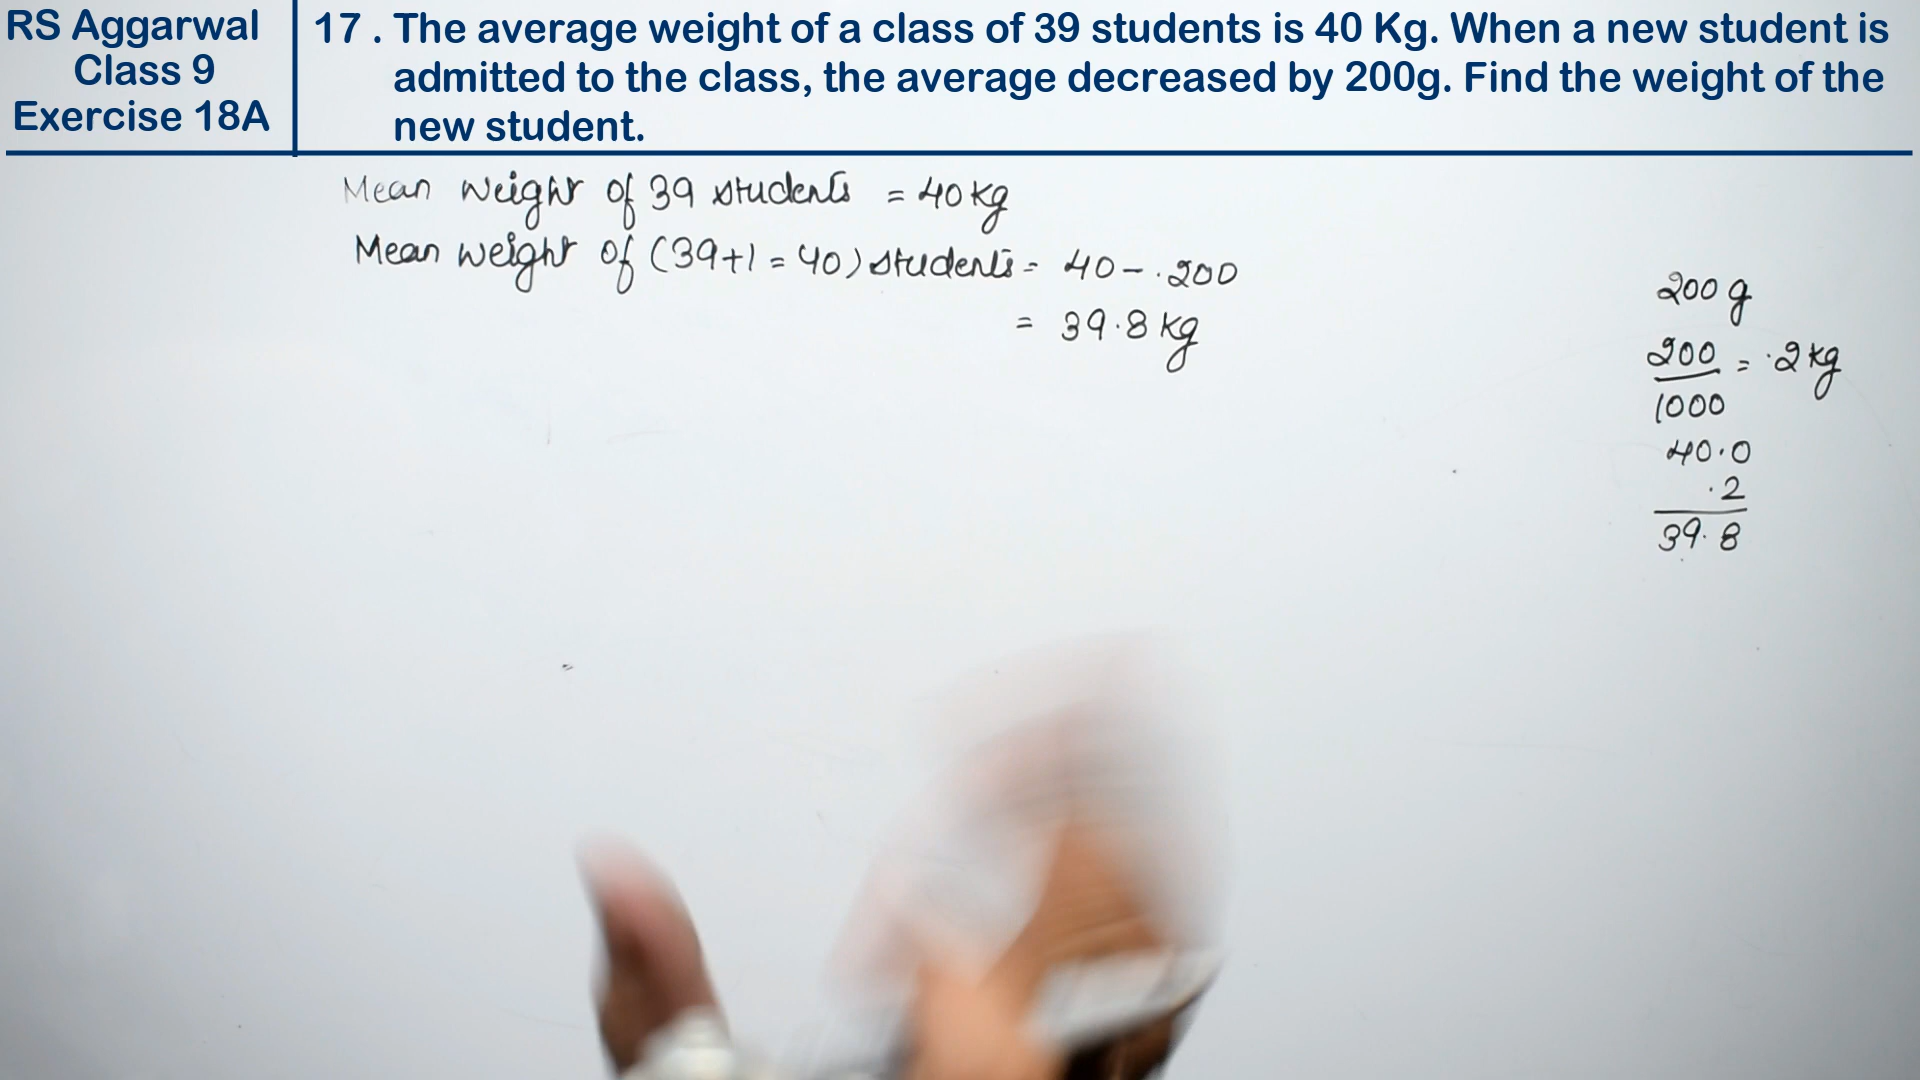 RS Aggarwal
Class 9
Exercise 18A
17 . The average weight of a class of 39 students is 40 Kg. When a new student is
admitted to the class, the average decreased by 200g. Find the weight of the
new student.
Mean weight of 39 students = 40 kg
Mean weight of (39+1 = 40) students = 40 - .200
= 39.8 kg
200 g
200 = .2 kg
1000
40.0
.2
39.8